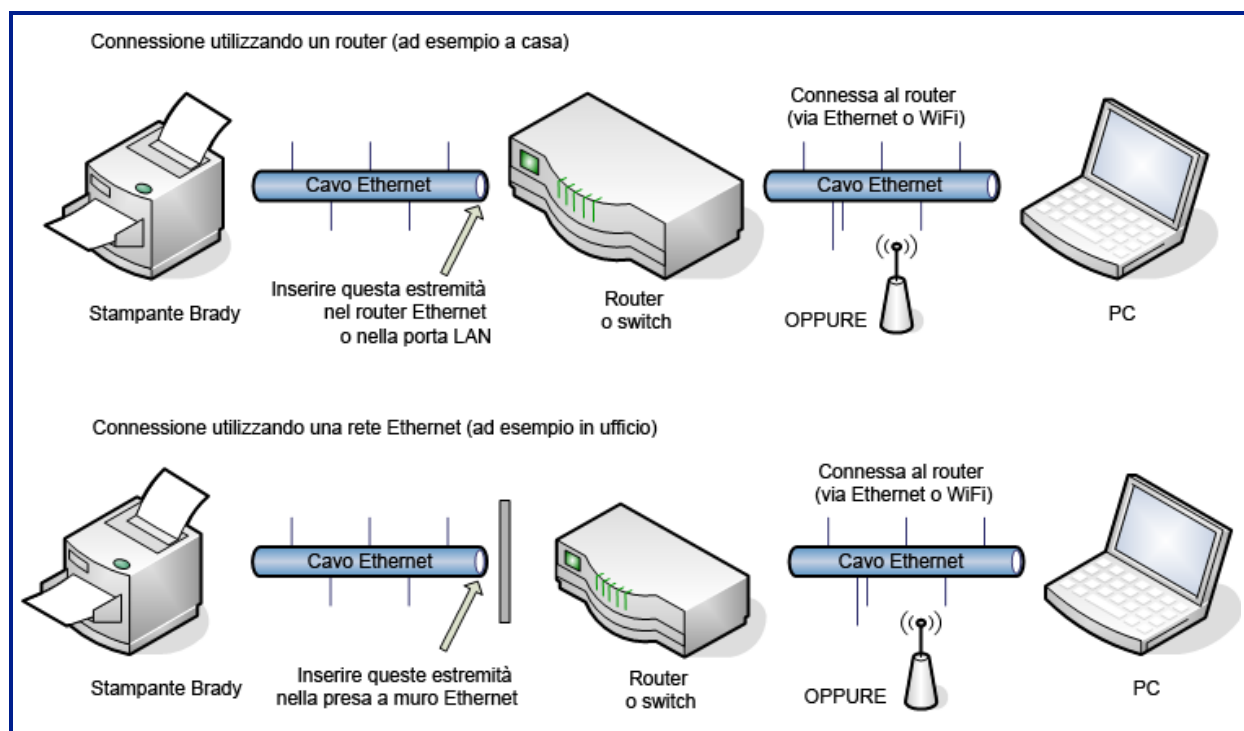 Connessione utilizzando un router (ad esempio a casa)
Connessa al router
(via Ethernet o WiFi)
Cavo Ethernet
Cavo Ethernet
Inserire questa estremità
nel router Ethernet
o nella porta LAN
Stampante Brady
Router
o switch
OPPURE
PC
Connessione utilizzando una rete Ethernet (ad esempio in ufficio)
Connessa al router
(via Ethernet o WiFi)
Cavo Ethernet
Cavo Ethernet
Inserire queste estremità
nella presa a muro Ethernet
Stampante Brady
Router
o switch
OPPURE
PC